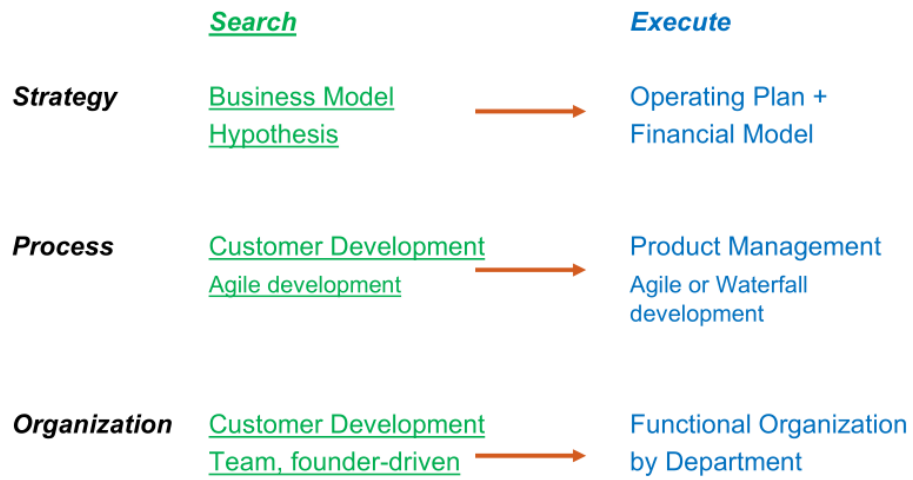 Search Execute
Strategy Business Model Operating Plan +
Hypothesis Financial Model
Process Customer Development Product Management
Agile development Agile or Waterfall
development
Organization Customer Development Functional Organization
Team, founder-driven by Department